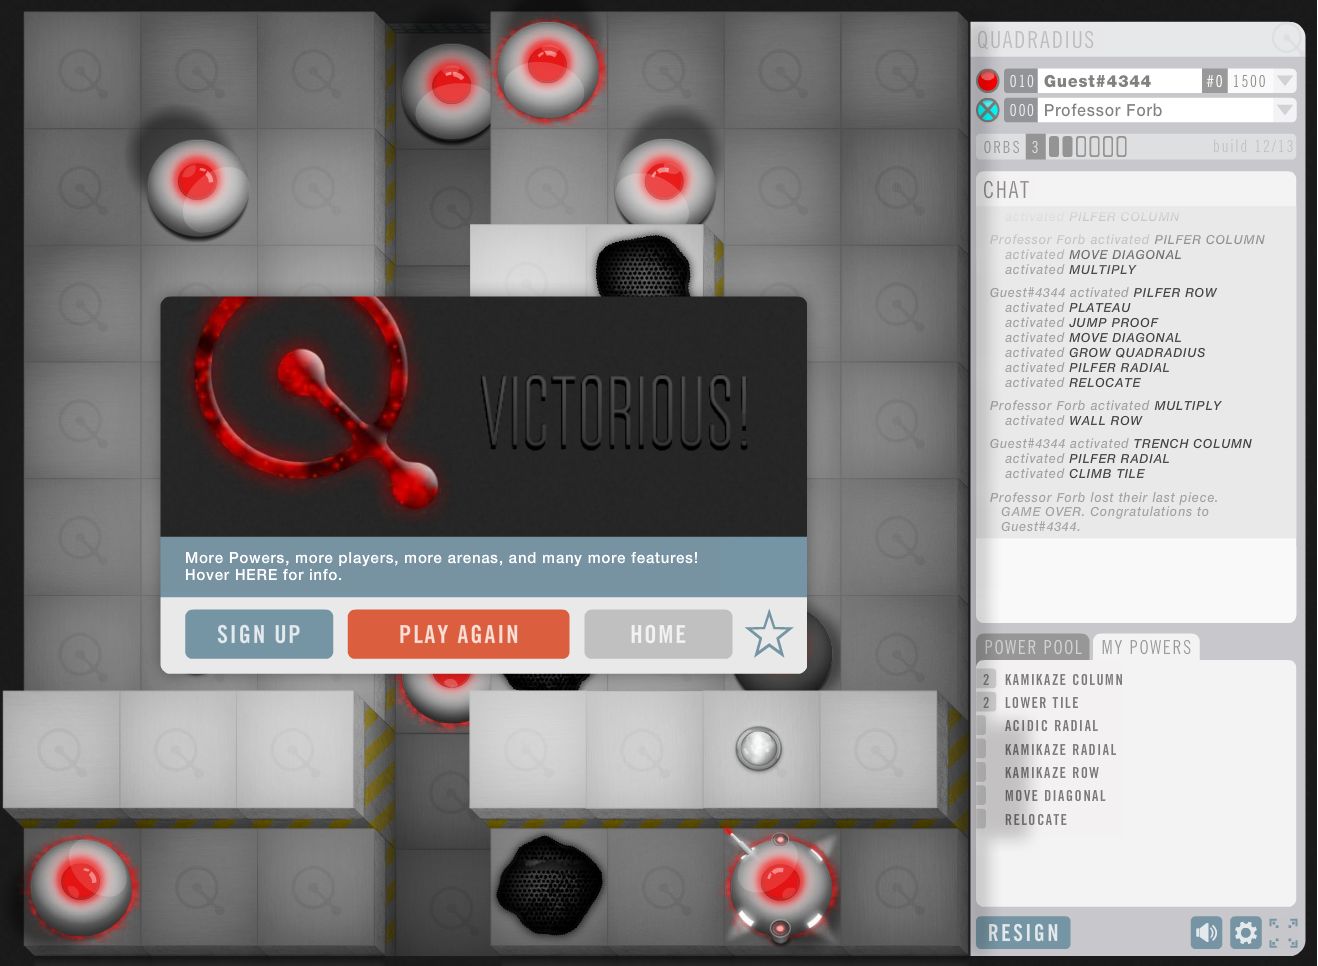 QUADRADIUS
010 Guest#4344 #0 1500
000 Professor Forb
ORBS 3 build 12/13
CHAT
activated PILFER COLUMN
Professor Forb activated PILFER COLUMN
activated MOVE DIAGONAL
activated MULTIPLY
Guest#4344 activated PILFER ROW
activated PLATEAU
activated JUMP PROOF
activated MOVE DIAGONAL
activated GROW QUADRADIUS
activated PILFER RADIAL
activated RELOCATE
Professor Forb activated MULTIPLY
activated WALL ROW
Guest#4344 activated TRENCH COLUMN
activated PILFER RADIAL
activated CLIMB TILE
Professor Forb lost their last piece.
GAME OVER. Congratulations to
Guest#4344.
VICTORIOUS!
More Powers, more players, more arenas, and many more features!
Hover HERE for info.
SIGN UP
PLAY AGAIN
HOME
POWER POOL
MY POWERS
2 KAMIKAZE COLUMN
2 LOWER TILE
ACIDIC RADIAL
KAMIKAZE RADIAL
KAMIKAZE ROW
MOVE DIAGONAL
RELOCATE
RESIGN